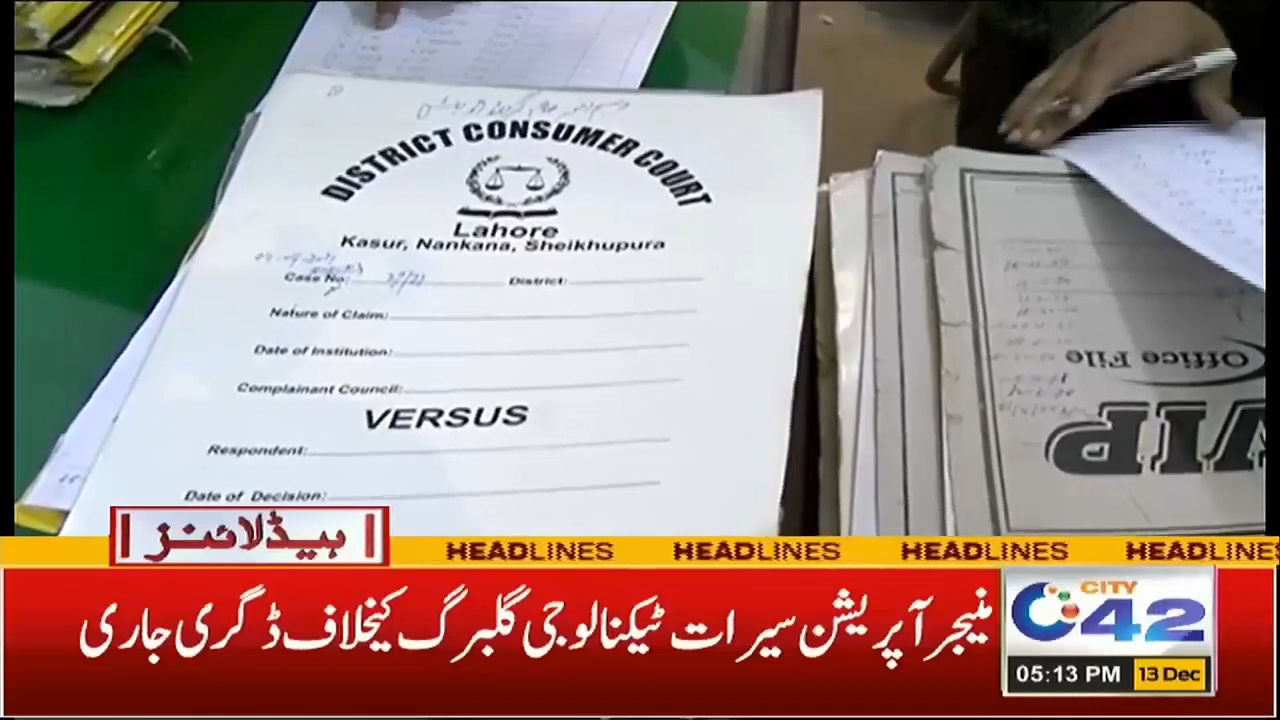 DISTRICT CONSUMER COURT
Lahore
Kasur, Nankana, Sheikhupura
Case No: District:
Nature of Claim:
Date of Institution:
Complainant Council:
VERSUS
Respondent:
Date of Decision:
Office File
VIP
ہیڈلائنز
HEADLINES HEADLINES HEADLINES HEADLINES
منیجر آپریشن سیرات ٹیکنالوجی گلبرگ کیخلاف ڈگری جاری
CITY
42
05:13 PM 13 Dec